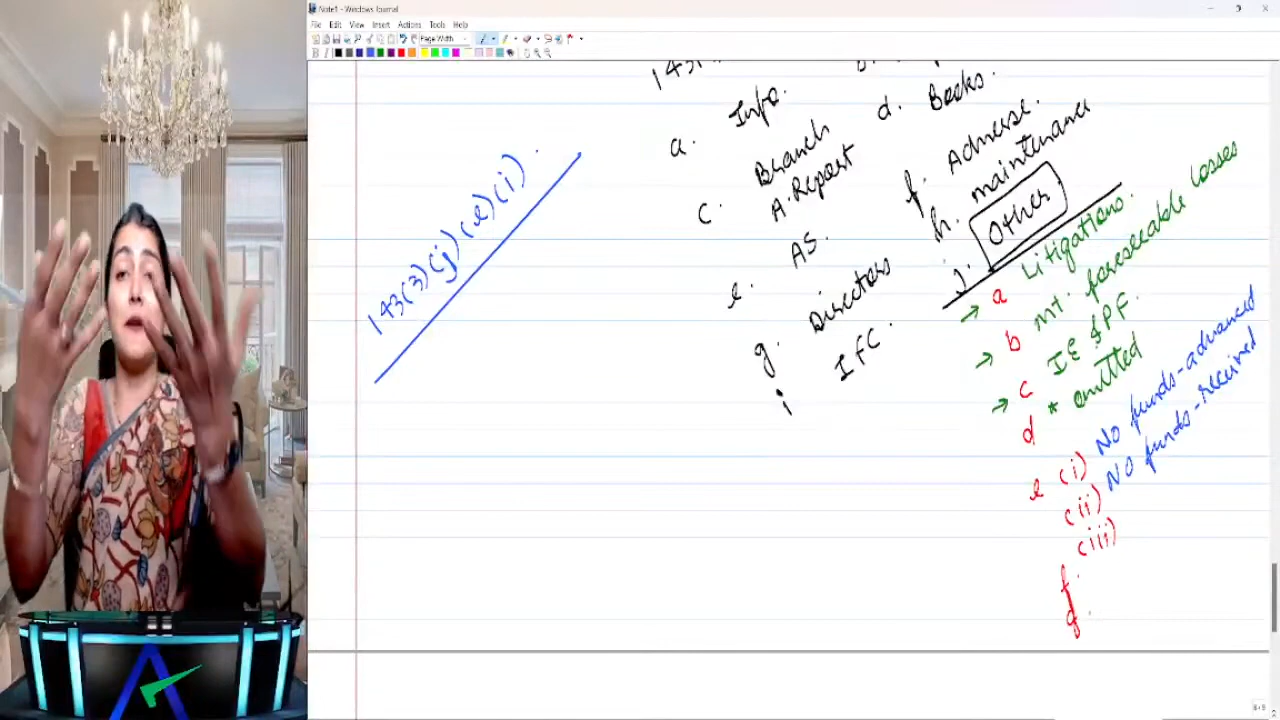 Note1 - Windows Journal
File Edit View Insert Actions Tools Help
Page Width
143(3)(j)(e)(i).
a. Info.
d. Books.
c. Branch
A. Report
f. Adverse.
e. AS.
h. maintenance
g. Directors
j. Other
i IFC.
→ a Litigations.
→ b Mt. foreseeable losses
→ c IE & PF.
d * omitted
e (i) No funds-advanced
(ii) No funds-received
(iii)
f.
g.